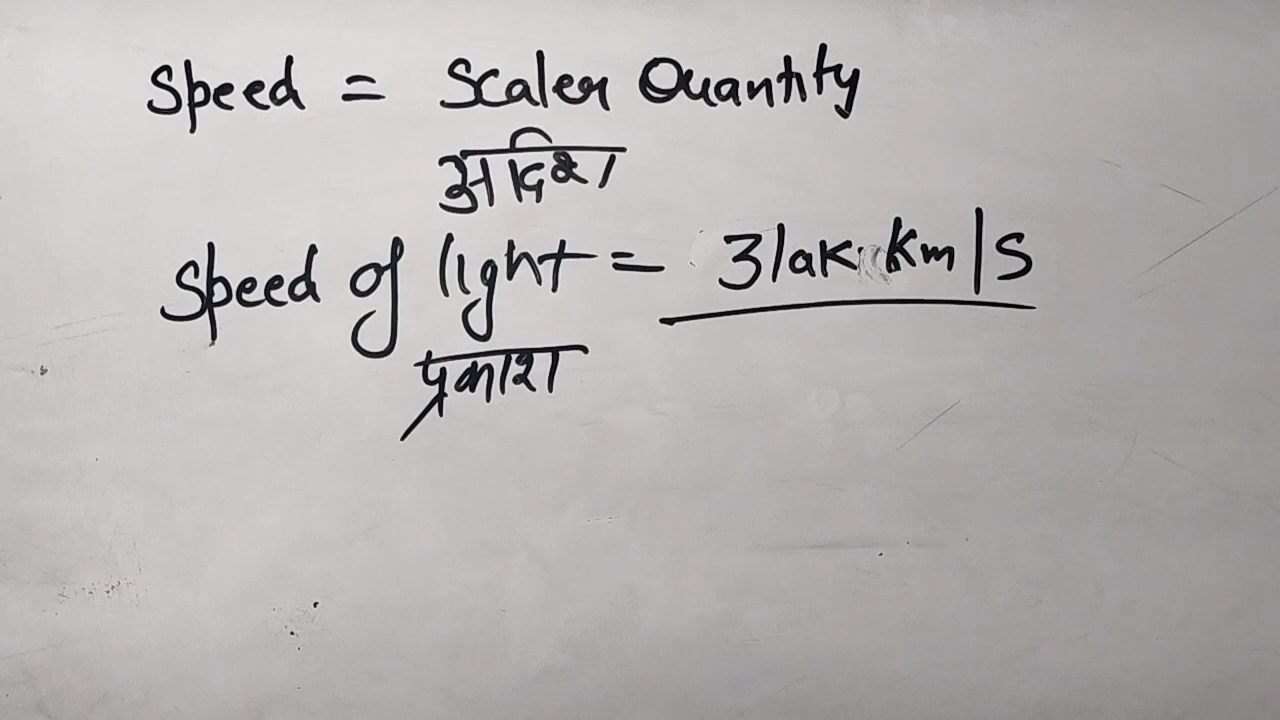 Speed = Scaler Quantity
अदिश
Speed of light = 3lak Km/s
प्रकाश